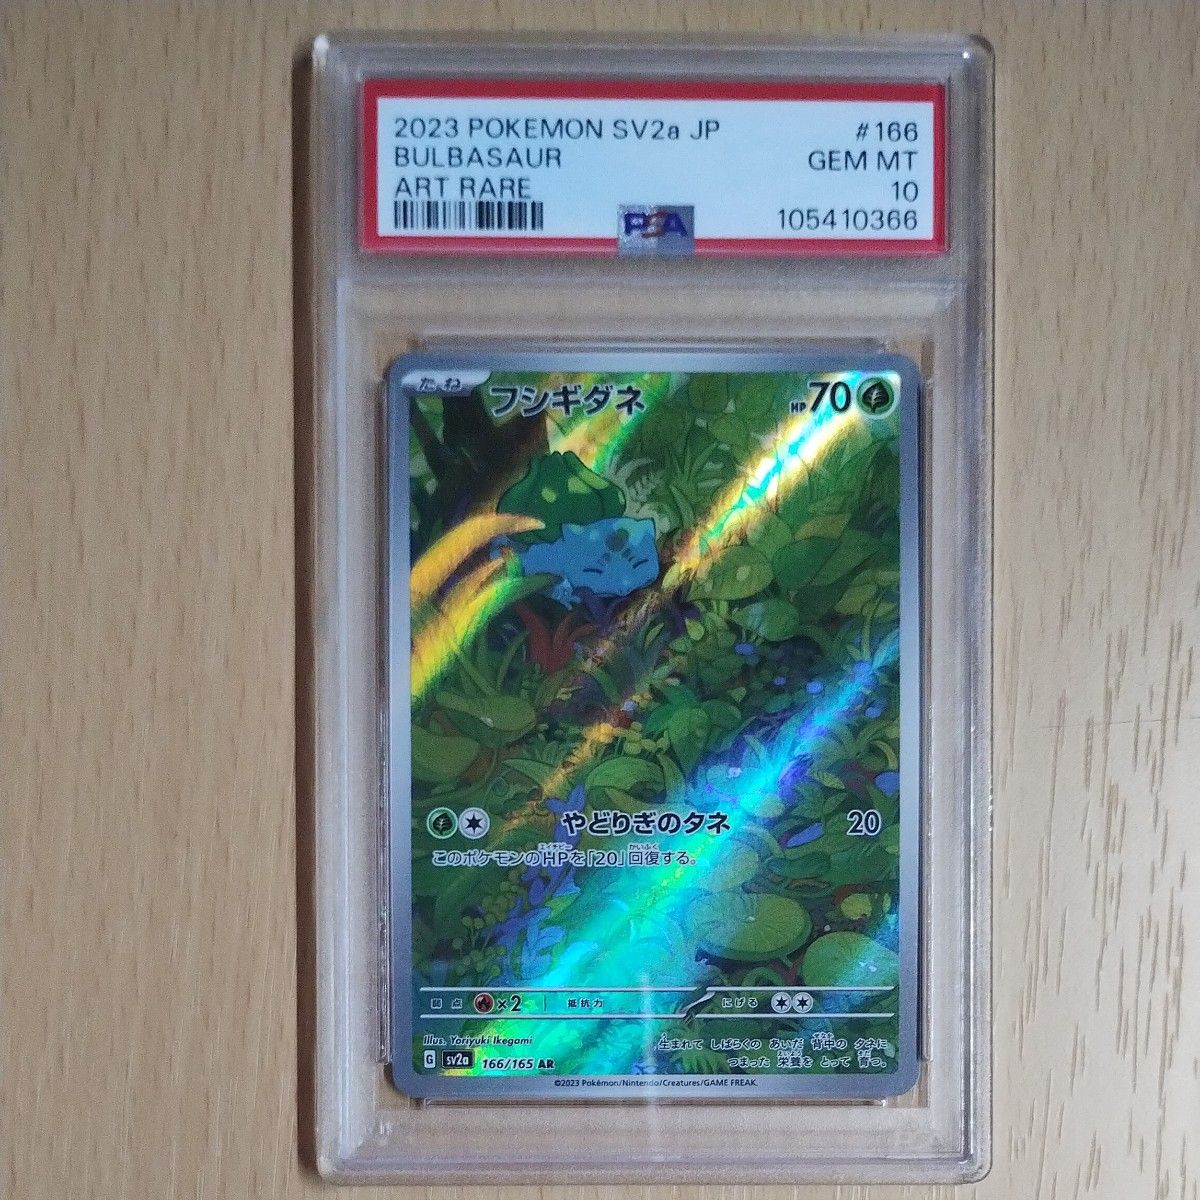 2023 POKEMON SV2a JP #166
BULBASAUR GEM MT
ART RARE 10
PSA 105410366
たね フシギダネ HP70
やどりぎのタネ 20
このポケモンのHPを「20」回復する。
弱点 ×2 抵抗力 にげる
Illus. Yoriyuki Ikegami
生まれて しばらくの あいだ 背中の タネに
つまった 栄養を とって 育つ。
G sv2a 166/165 AR
©2023 Pokémon/Nintendo/Creatures/GAME FREAK.